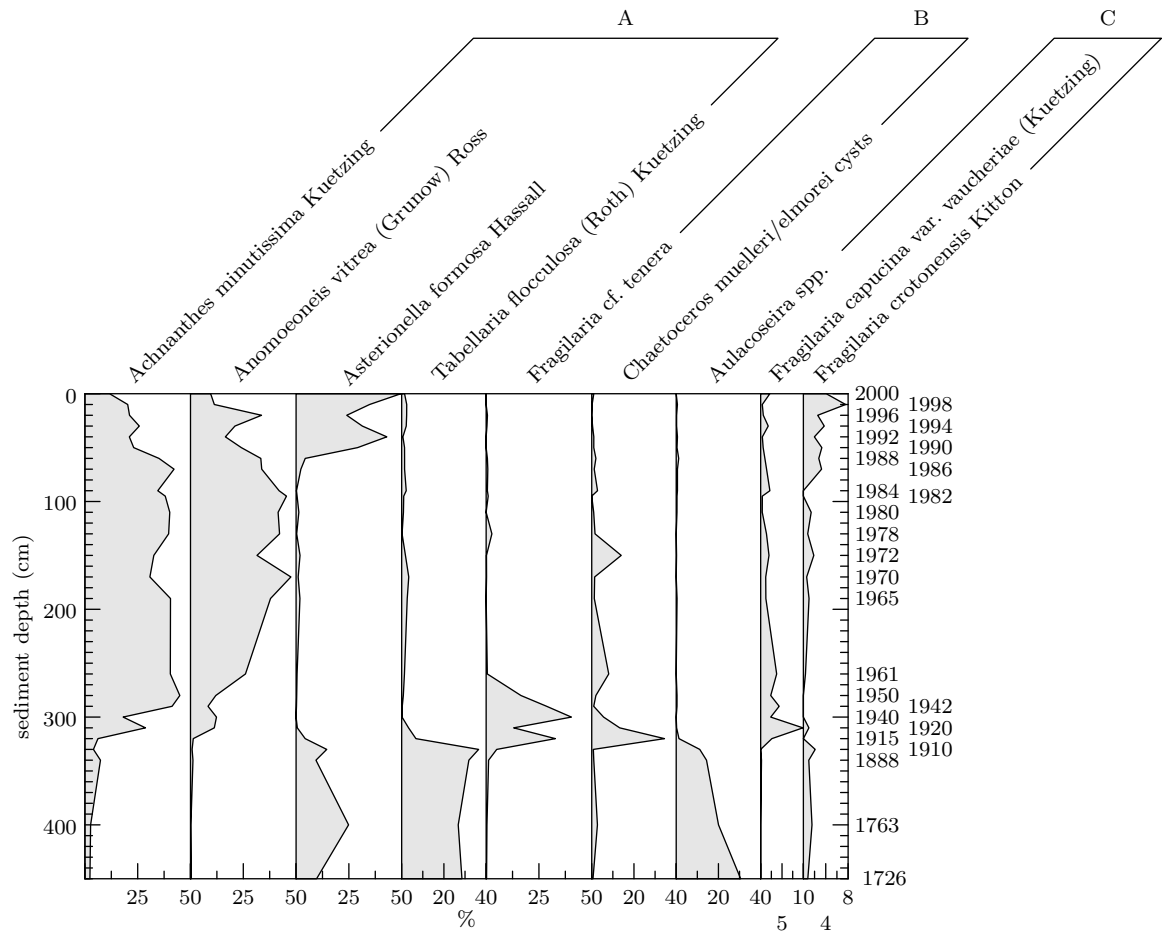 A B C
Achnanthes minutissima Kuetzing
Anomoeoneis vitrea (Grunow) Ross
Asterionella formosa Hassall
Tabellaria flocculosa (Roth) Kuetzing
Fragilaria cf. tenera
Chaetoceros muelleri/elmorei cysts
Aulacoseira spp.
Fragilaria capucina var. vaucheriae (Kuetzing)
Fragilaria crotonensis Kitton
sediment depth (cm)
0
100
200
300
400
2000
1998
1996
1994
1992
1990
1988
1986
1984
1982
1980
1978
1972
1970
1965
1961
1950
1942
1940
1920
1915
1910
1888
1763
1726
25 50 25 50 25 50 20 40 25 50 20 40 20 40 10 8
%
5 4